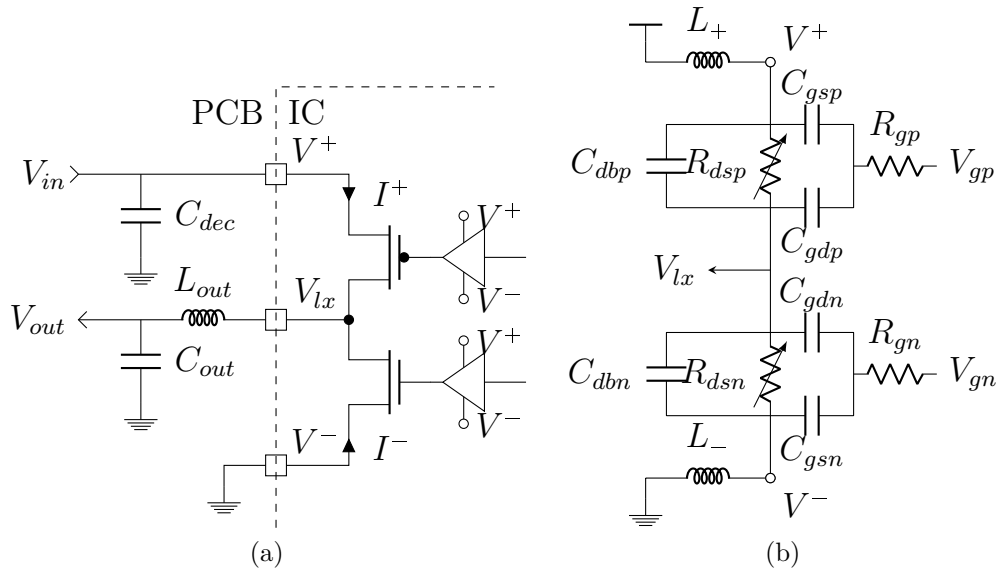 PCB IC
V_{in}
V^+
I^+
C_{dec}
V^+
V^-
L_{out}
V_{lx}
V_{out}
C_{out}
V^+
V^-
V^-
I^-
(a)
L_+
V^+
C_{gsp}
R_{gp}
C_{dbp}
R_{dsp}
V_{gp}
C_{gdp}
V_{lx}
C_{gdn}
R_{gn}
C_{dbn}
R_{dsn}
V_{gn}
L_-
C_{gsn}
V^-
(b)